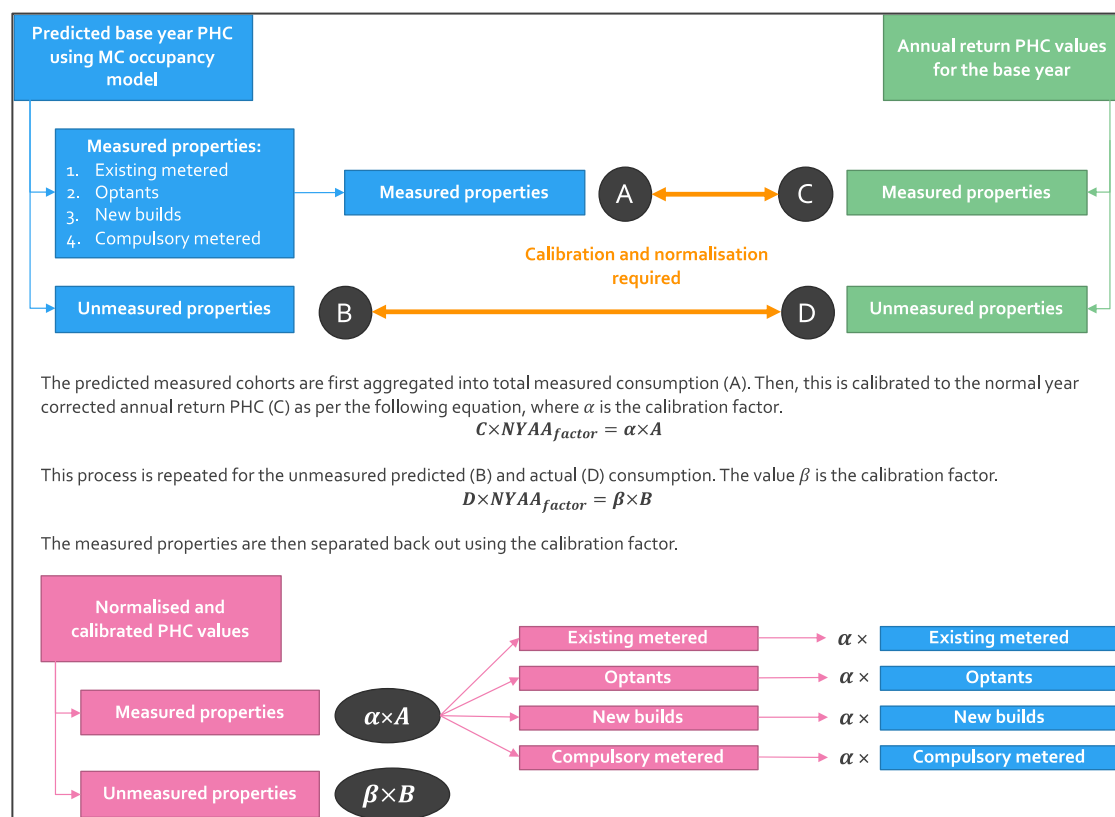 Predicted base year PHC
using MC occupancy
model
Annual return PHC values
for the base year
Measured properties:
1. Existing metered
2. Optants
3. New builds
4. Compulsory metered
Measured properties
A
C
Measured properties
Calibration and normalisation
required
Unmeasured properties
B
D
Unmeasured properties
The predicted measured cohorts are first aggregated into total measured consumption (A). Then, this is calibrated to the normal year
corrected annual return PHC (C) as per the following equation, where α is the calibration factor.
C×NYAA_factor = α×A
This process is repeated for the unmeasured predicted (B) and actual (D) consumption. The value β is the calibration factor.
D×NYAA_factor = β×B
The measured properties are then separated back out using the calibration factor.
Normalised and
calibrated PHC values
Existing metered
α ×
Existing metered
Optants
α ×
Optants
Measured properties
α×A
New builds
α ×
New builds
Compulsory metered
α ×
Compulsory metered
Unmeasured properties
β×B